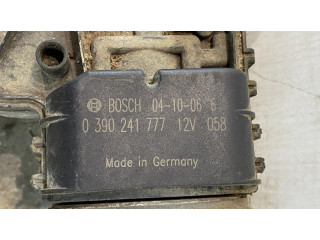 BOSCH 04-10-06 6
0 390 241 777 12V 058
Made in Germany